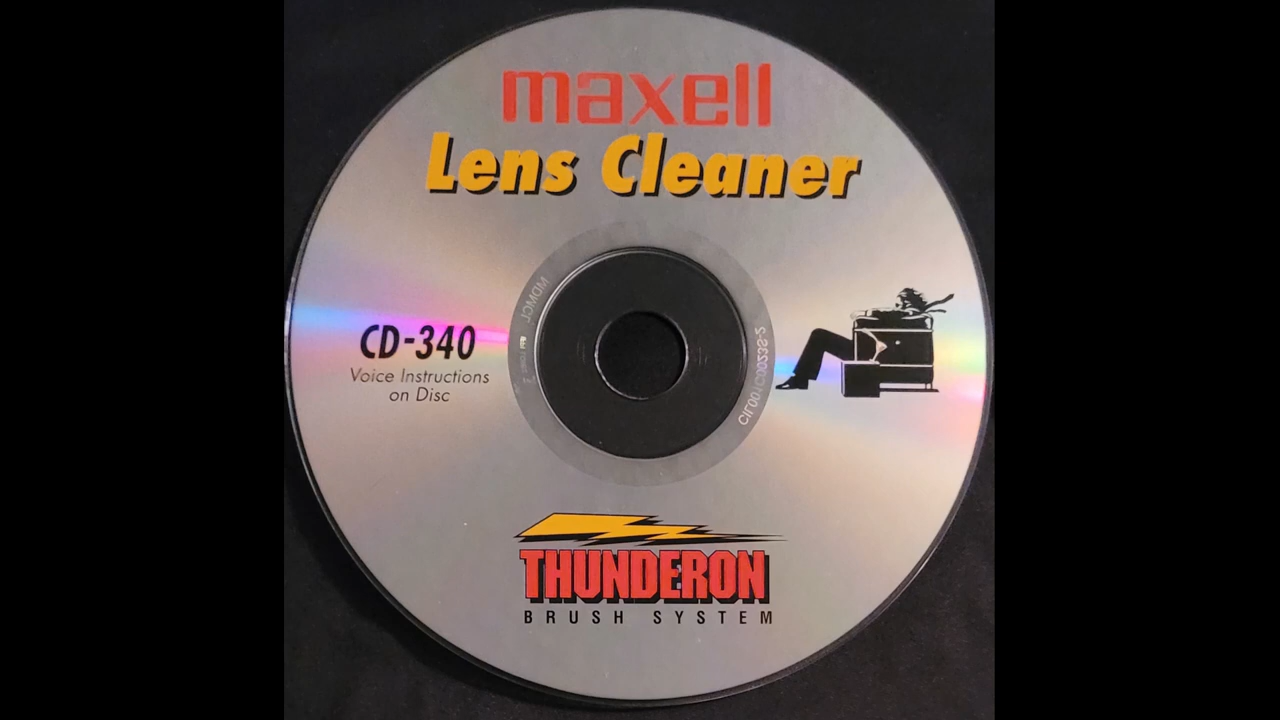 maxell
Lens Cleaner
CD-340
Voice Instructions
on Disc
THUNDERON
BRUSH SYSTEM